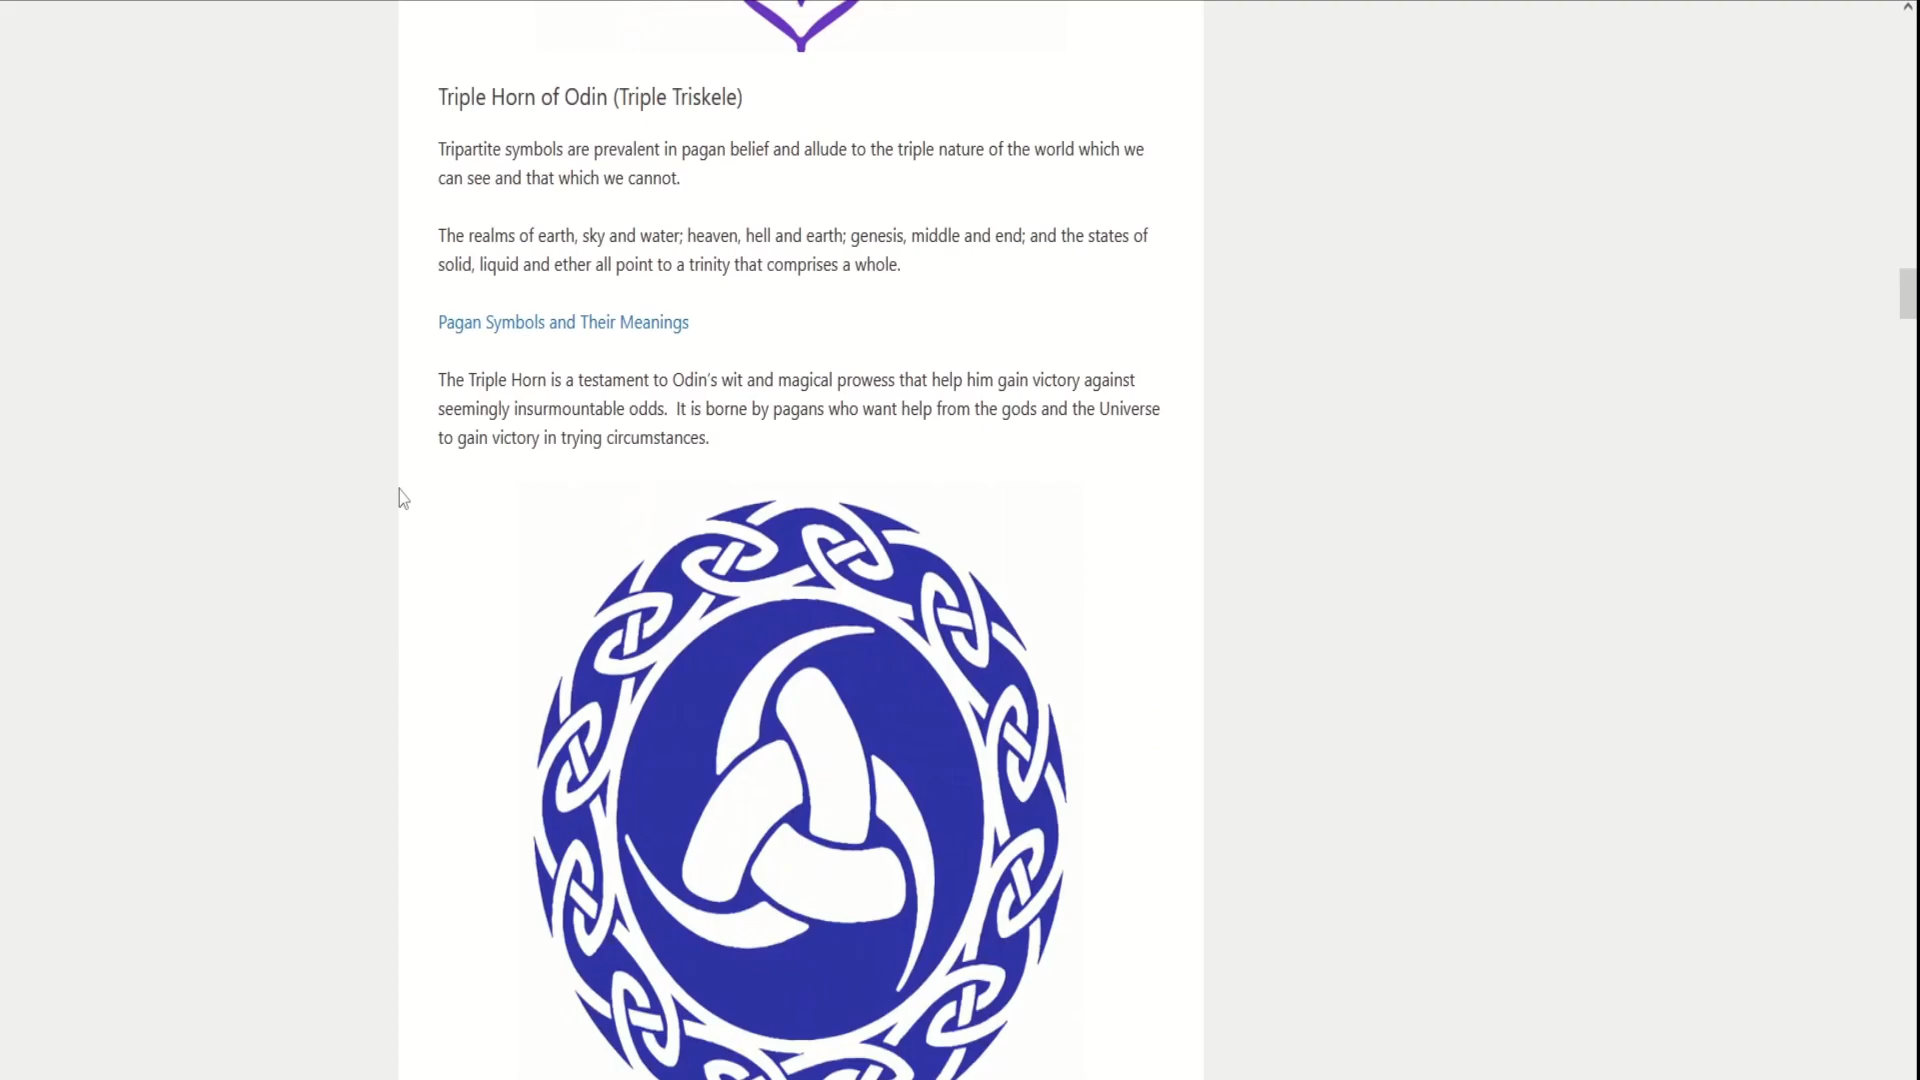 Triple Horn of Odin (Triple Triskele)
Tripartite symbols are prevalent in pagan belief and allude to the triple nature of the world which we
can see and that which we cannot.
The realms of earth, sky and water; heaven, hell and earth; genesis, middle and end; and the states of
solid, liquid and ether all point to a trinity that comprises a whole.
Pagan Symbols and Their Meanings
The Triple Horn is a testament to Odin's wit and magical prowess that help him gain victory against
seemingly insurmountable odds.  It is borne by pagans who want help from the gods and the Universe
to gain victory in trying circumstances.